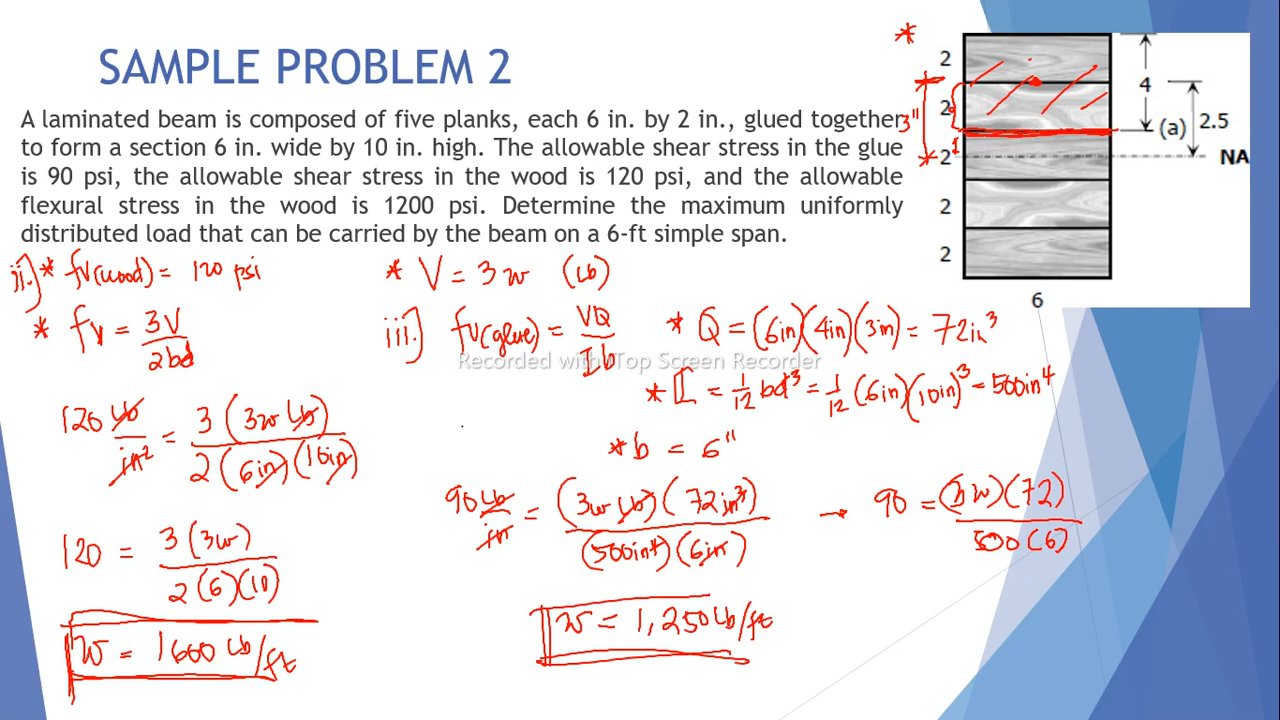 SAMPLE PROBLEM 2
A laminated beam is composed of five planks, each 6 in. by 2 in., glued together
to form a section 6 in. wide by 10 in. high. The allowable shear stress in the glue
is 90 psi, the allowable shear stress in the wood is 120 psi, and the allowable
flexural stress in the wood is 1200 psi. Determine the maximum uniformly
distributed load that can be carried by the beam on a 6-ft simple span.
*
2
2
2
2
2
3"
1
4
(a)
2.5
NA
6
ii.] * fv(wood) = 120 psi
* fv = 3V / 2bd
120 Lb/in² = 3 (3w Lb) / 2 (6in)(10in)
120 = 3 (3w) / 2 (6)(10)
w = 1600 Lb/ft
* V = 3w (Lb)
iii.] fv(glue) = VQ / Ib
Recorded with iTop Screen Recorder
* Q = (6in)(4in)(3in) = 72in³
* I = 1/12 bd³ = 1/12 (6in)(10in)³ = 500in⁴
* b = 6"
90 Lb/in = (3w Lb)(72in³) / (500in⁴)(6in) → 90 = (3w)(72) / 500(6)
w = 1,250 Lb/ft